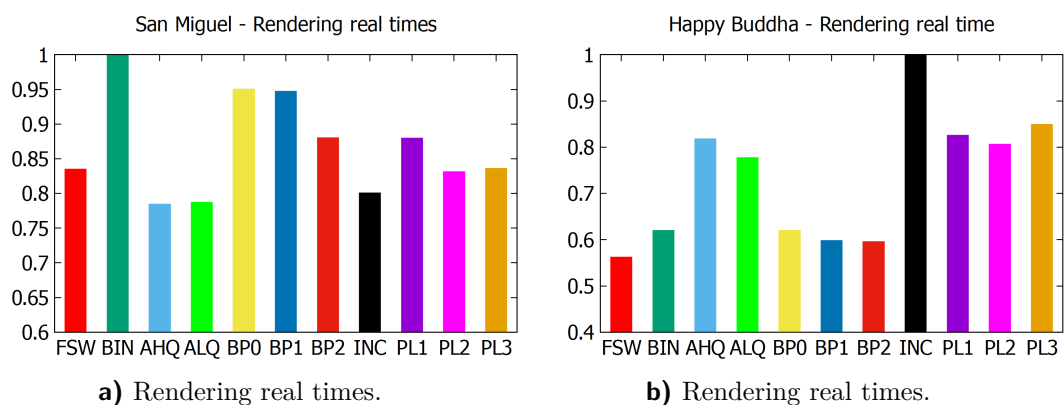 San Miguel - Rendering real times
1
0.95
0.9
0.85
0.8
0.75
0.7
0.65
0.6
FSW BIN AHQ ALQ BP0 BP1 BP2 INC PL1 PL2 PL3
a) Rendering real times.
Happy Buddha - Rendering real time
1
0.9
0.8
0.7
0.6
0.5
0.4
FSW BIN AHQ ALQ BP0 BP1 BP2 INC PL1 PL2 PL3
b) Rendering real times.